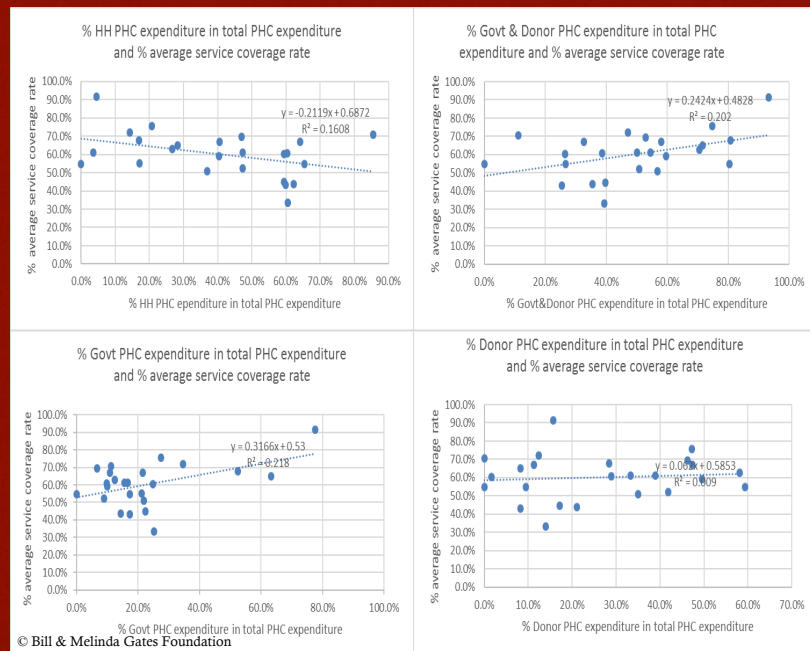 % HH PHC expenditure in total PHC expenditure
and % average service coverage rate
% average service coverage rate
100.0%
90.0%
80.0%
70.0%
60.0%
50.0%
40.0%
30.0%
20.0%
10.0%
0.0%
y = -0.2119x + 0.6872
R² = 0.1608
0.0% 10.0% 20.0% 30.0% 40.0% 50.0% 60.0% 70.0% 80.0% 90.0%
% HH PHC ependiture in total PHC expenditure
% Govt & Donor PHC expenditure in total PHC
expenditure and % average service coverage rate
% average service coverage rate
100.0%
90.0%
80.0%
70.0%
60.0%
50.0%
40.0%
30.0%
20.0%
10.0%
0.0%
y = 0.2424x + 0.4828
R² = 0.202
0.0% 20.0% 40.0% 60.0% 80.0% 100.0%
% Govt&Donor PHC expenditure in total PHC expenditure
% Govt PHC expenditure in total PHC expenditure
and % average service coverage rate
% average service coverage rate
100.0%
90.0%
80.0%
70.0%
60.0%
50.0%
40.0%
30.0%
20.0%
10.0%
0.0%
y = 0.3166x + 0.53
R² = 0.218
0.0% 20.0% 40.0% 60.0% 80.0% 100.0%
% Govt PHC expenditure in total PHC expenditure
% Donor PHC expenditure in total PHC expenditure
and % average service coverage rate
% average service coverage rate
100.0%
90.0%
80.0%
70.0%
60.0%
50.0%
40.0%
30.0%
20.0%
10.0%
0.0%
+ 0.5853
R² = 0.009
0.0% 10.0% 20.0% 30.0% 40.0% 50.0% 60.0% 70.0%
% Donor PHC expenditure in total PHC expenditure
© Bill & Melinda Gates Foundation